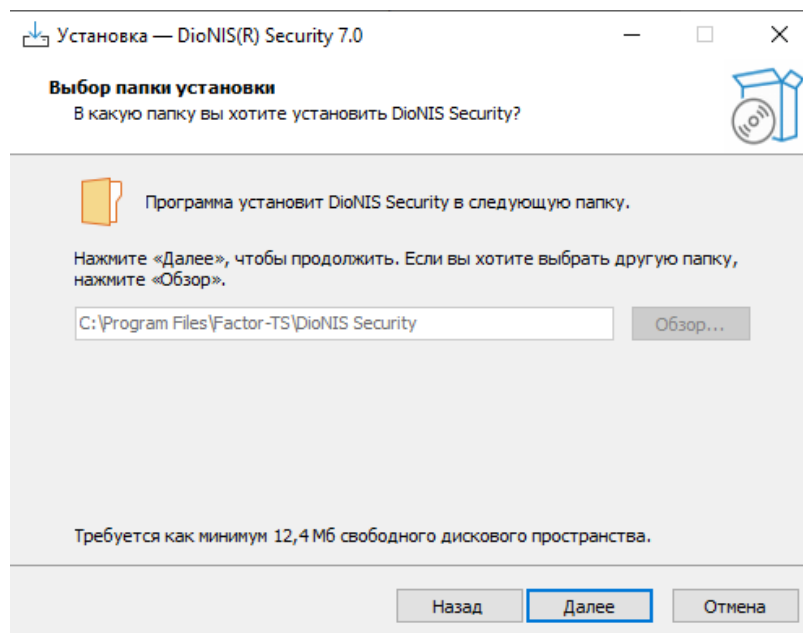 Установка — DioNIS(R) Security 7.0
Выбор папки установки
В какую папку вы хотите установить DioNIS Security?
Программа установит DioNIS Security в следующую папку.
Нажмите «Далее», чтобы продолжить. Если вы хотите выбрать другую папку,
нажмите «Обзор».
C:\Program Files\Factor-TS\DioNIS Security
Обзор...
Требуется как минимум 12,4 Мб свободного дискового пространства.
Назад
Далее
Отмена